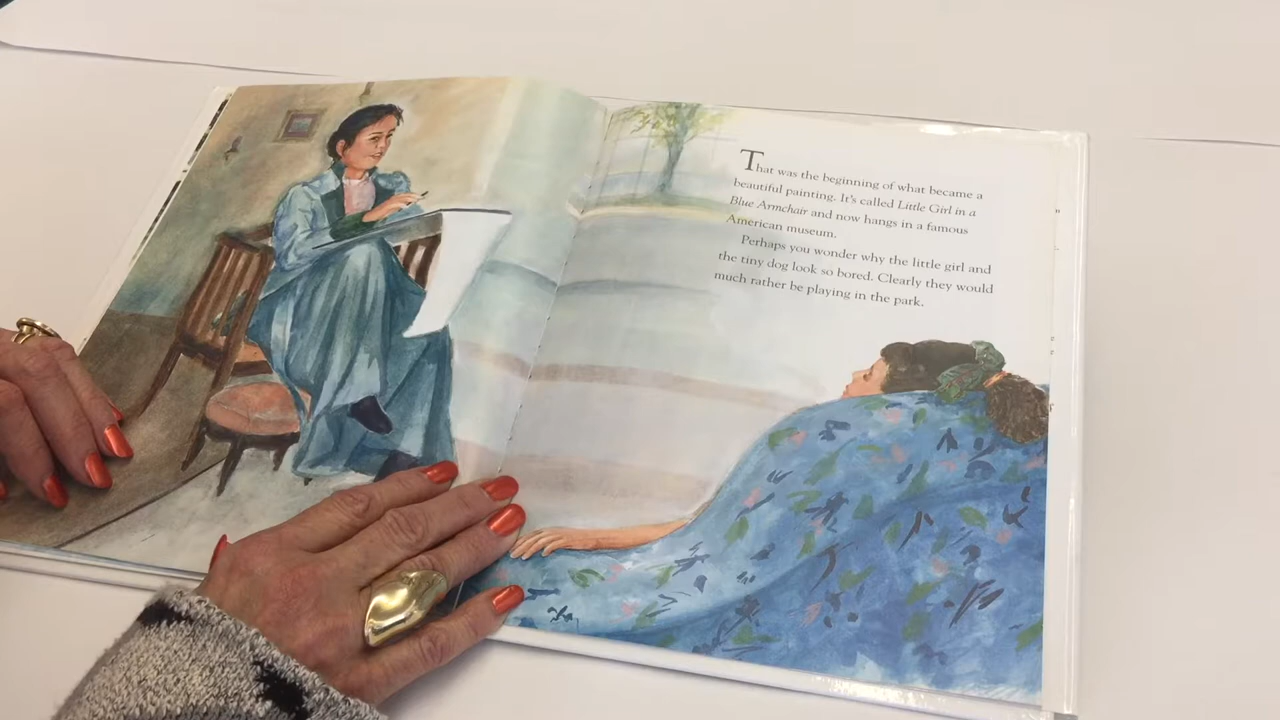 That was the beginning of what became a
beautiful painting. It's called Little Girl in a
Blue Armchair and now hangs in a famous
American museum.
Perhaps you wonder why the little girl and
the tiny dog look so bored. Clearly they would
much rather be playing in the park.